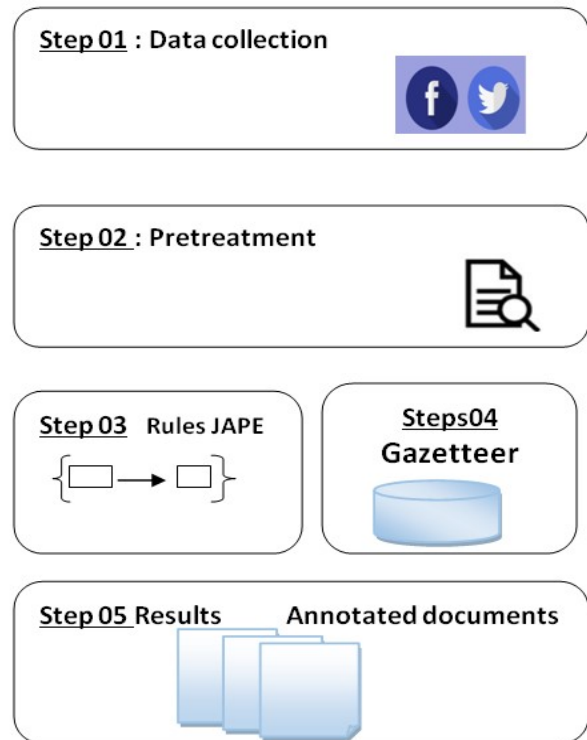 Step 01 : Data collection
Step 02 : Pretreatment
Step 03 Rules JAPE
Steps04
Gazetteer
Step 05 Results Annotated documents